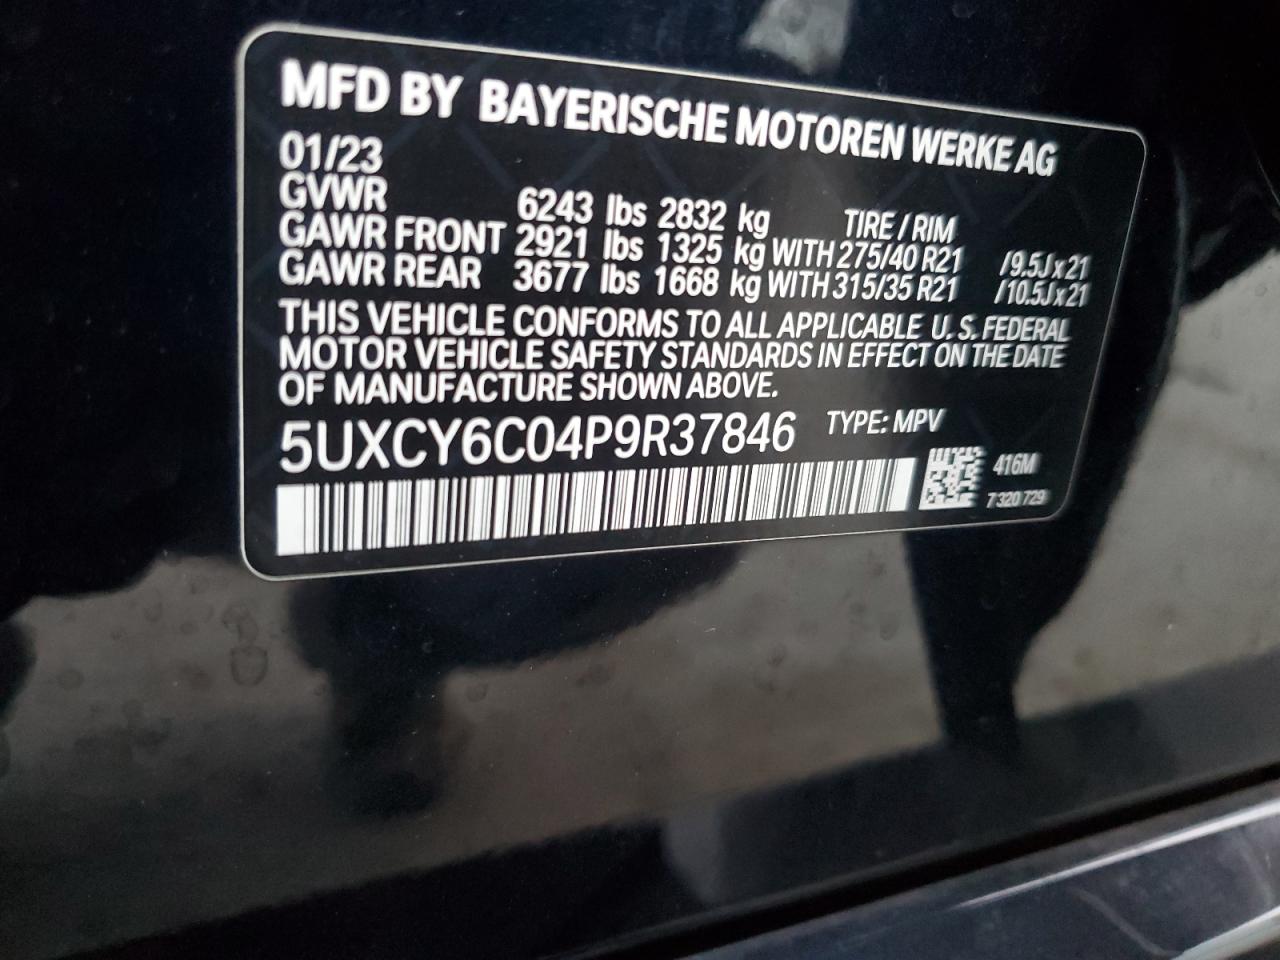 MFD BY BAYERISCHE MOTOREN WERKE AG
01/23
GVWR 6243 lbs 2832 kg TIRE / RIM
GAWR FRONT 2921 lbs 1325 kg WITH 275/40 R21 /9.5Jx21
GAWR REAR 3677 lbs 1668 kg WITH 315/35 R21 /10.5Jx21
THIS VEHICLE CONFORMS TO ALL APPLICABLE U.S. FEDERAL
MOTOR VEHICLE SAFETY STANDARDS IN EFFECT ON THE DATE
OF MANUFACTURE SHOWN ABOVE.
5UXCY6C04P9R37846 TYPE: MPV
416M
7 320 729